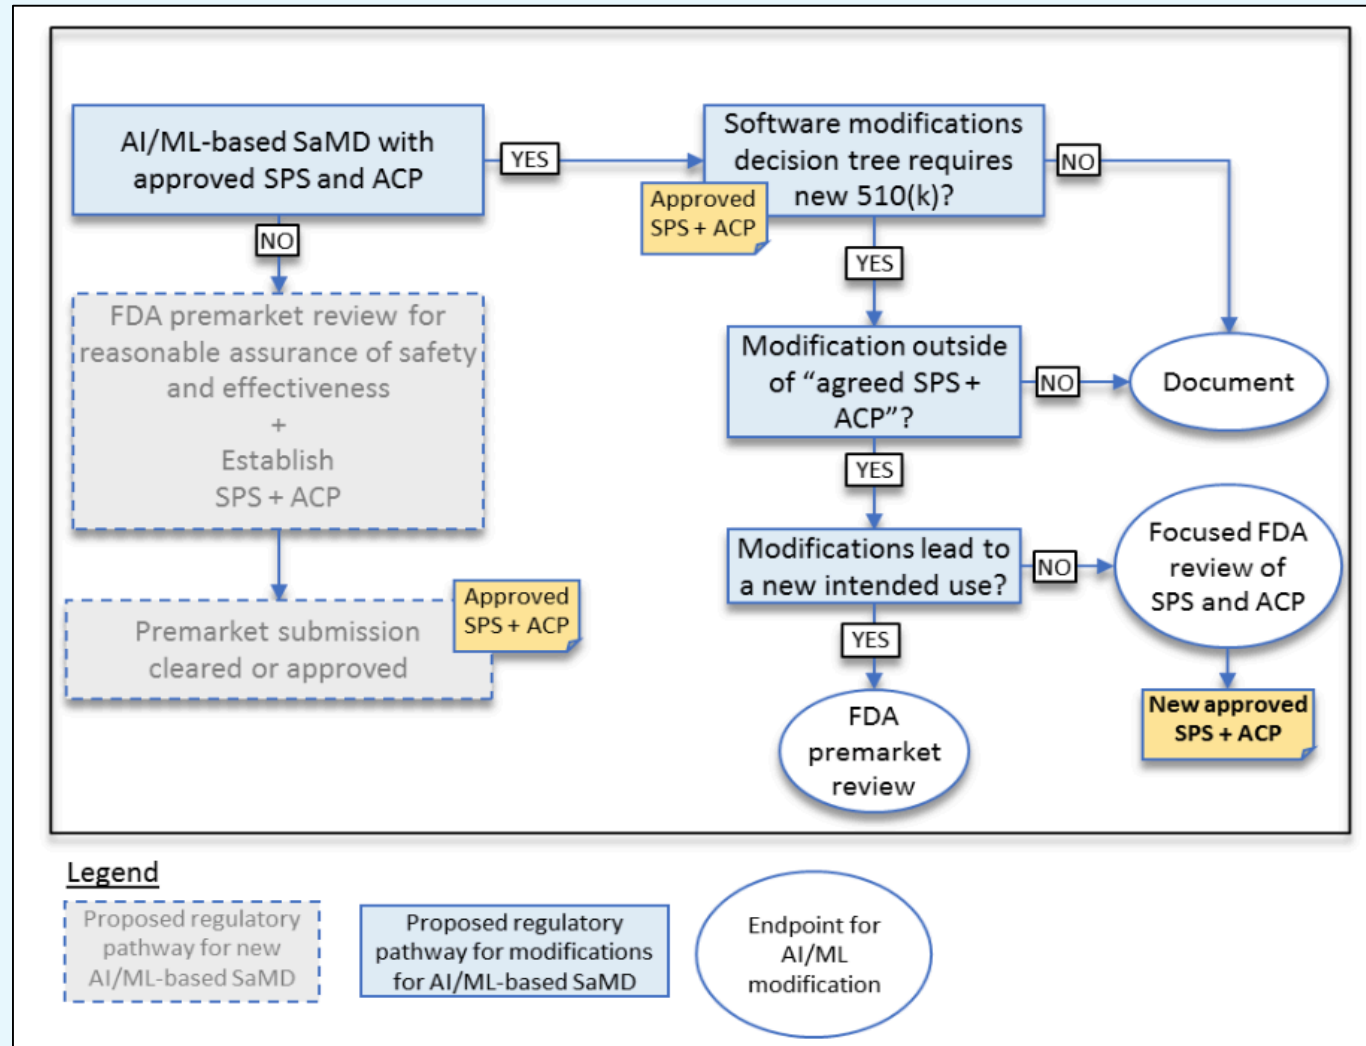 AI/ML-based SaMD with
approved SPS and ACP
YES
Software modifications
decision tree requires
new 510(k)?
NO
Approved
SPS + ACP
NO
YES
FDA premarket review for
reasonable assurance of safety
and effectiveness
+
Establish
SPS + ACP
Modification outside
of “agreed SPS +
ACP”?
NO
Document
YES
Modifications lead to
a new intended use?
NO
Focused FDA
review of
SPS and ACP
Premarket submission
cleared or approved
Approved
SPS + ACP
YES
FDA
premarket
review
New approved
SPS + ACP
Legend
Proposed regulatory
pathway for new
AI/ML-based SaMD
Proposed regulatory
pathway for modifications
for AI/ML-based SaMD
Endpoint for
AI/ML
modification